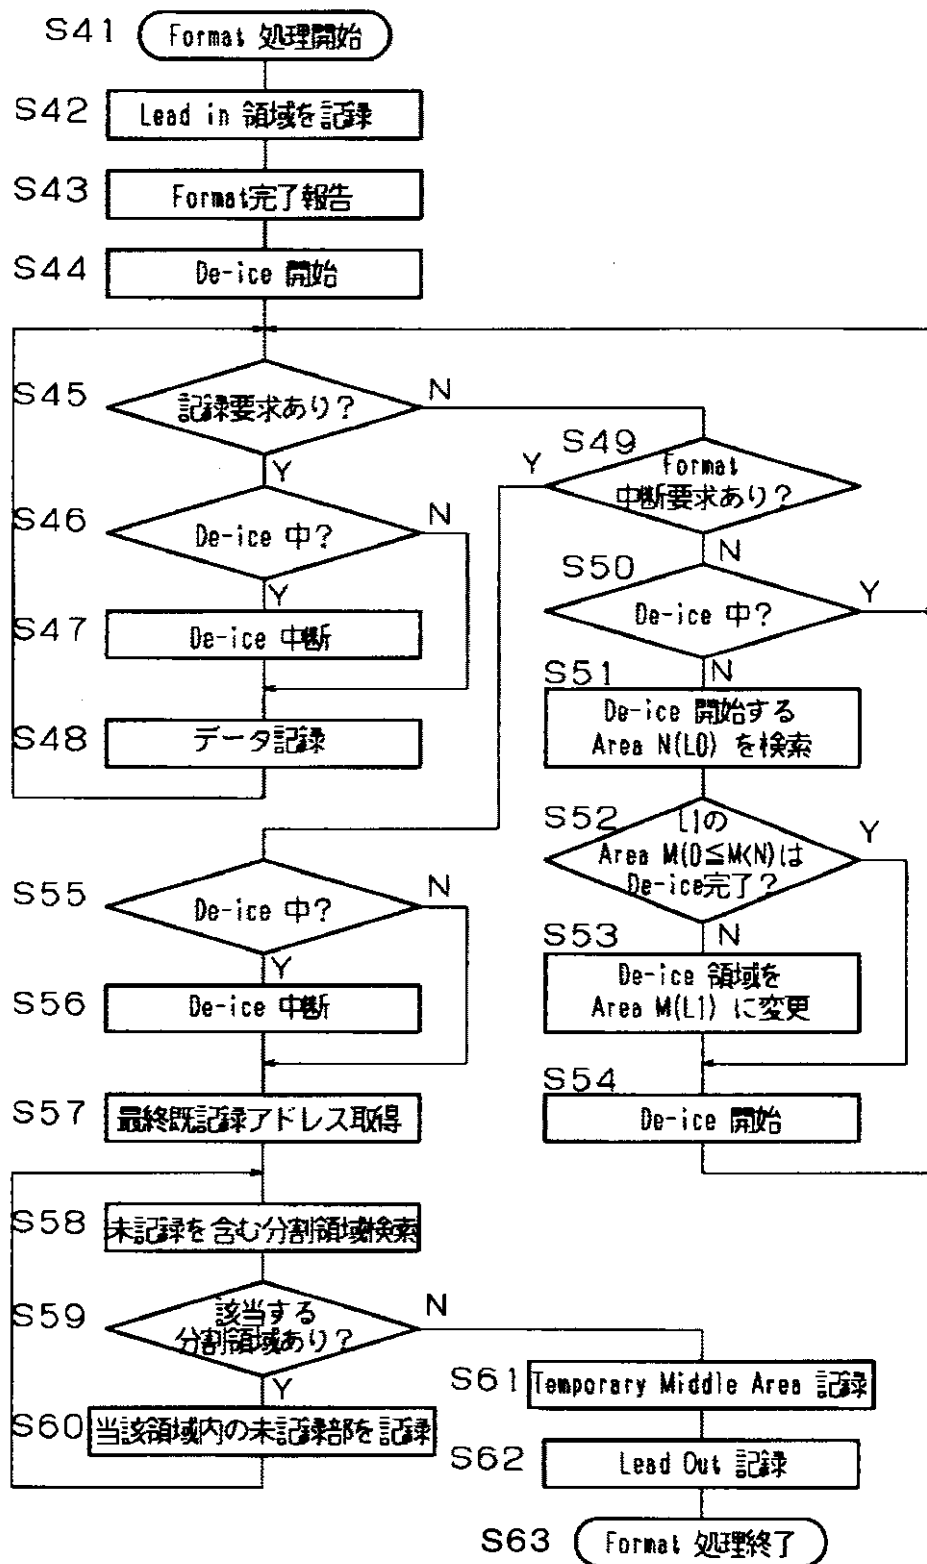 S41 Format 処理開始
S42 Lead in 領域を記録
S43 Format完了報告
S44 De-ice 開始
S45 記録要求あり？ N
Y
S46 De-ice 中？ N
Y
S47 De-ice 中断
S48 データ記録
S49 Y
Format
中断要求あり？
N
S50 De-ice 中？ Y
N
S51
De-ice 開始する
Area N(L0) を検索
S52 L1の Y
Area M(0≦M<N)は
De-ice完了？
N
S53
De-ice 領域を
Area M(L1) に変更
S54
De-ice 開始
S55 De-ice 中？ N
Y
S56 De-ice 中断
S57 最終既記録アドレス取得
S58 未記録を含む分割領域検索
S59 該当する N
分割領域あり？
Y
S60 当該領域内の未記録部を記録
S61 Temporary Middle Area 記録
S62 Lead Out 記録
S63 Format 処理終了